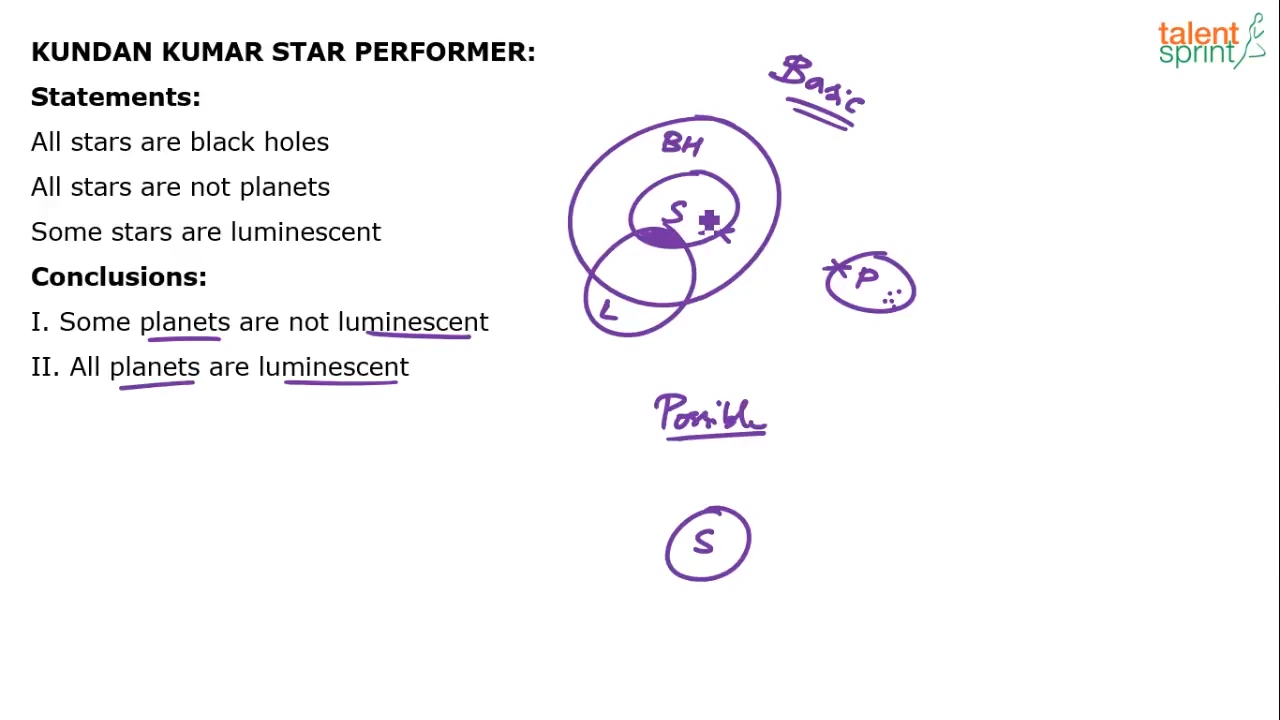 talent
sprint
KUNDAN KUMAR STAR PERFORMER:
Statements:
All stars are black holes
All stars are not planets
Some stars are luminescent
Conclusions:
I. Some planets are not luminescent
II. All planets are luminescent
Basic
BH
S
L
P
Possible
S